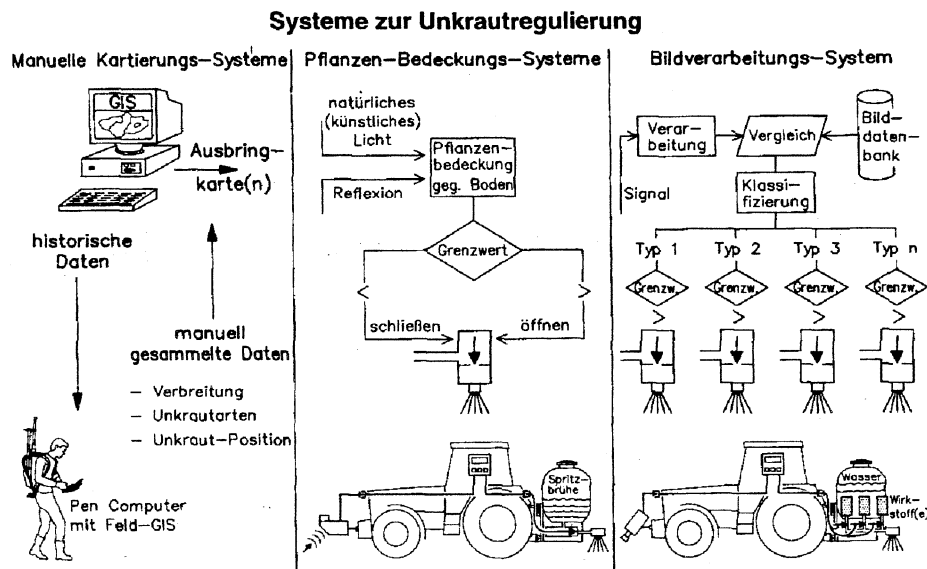 Systeme zur Unkrautregulierung
Manuelle Kartierungs-Systeme
GIS
Ausbring-
karte(n)
historische
Daten
manuell
gesammelte Daten
- Verbreitung
- Unkrautarten
- Unkraut-Position
Pen Computer
mit Feld-GIS
Pflanzen-Bedeckungs-Systeme
natürliches
(künstliches)
Licht
Reflexion
Pflanzen-
bedeckung
geg. Boden
Grenzwert
<
>
schließen
öffnen
Spritz-
brühe
Bildverarbeitungs-System
Verar-
beitung
Vergleich
Bild-
daten-
bank
Signal
Klassi-
fizierung
Typ 1
Typ 2
Typ 3
Typ n
Grenzw.
Grenzw.
Grenzw.
Grenzw.
>
>
>
>
Wasser
Wirk-
stoff(e)